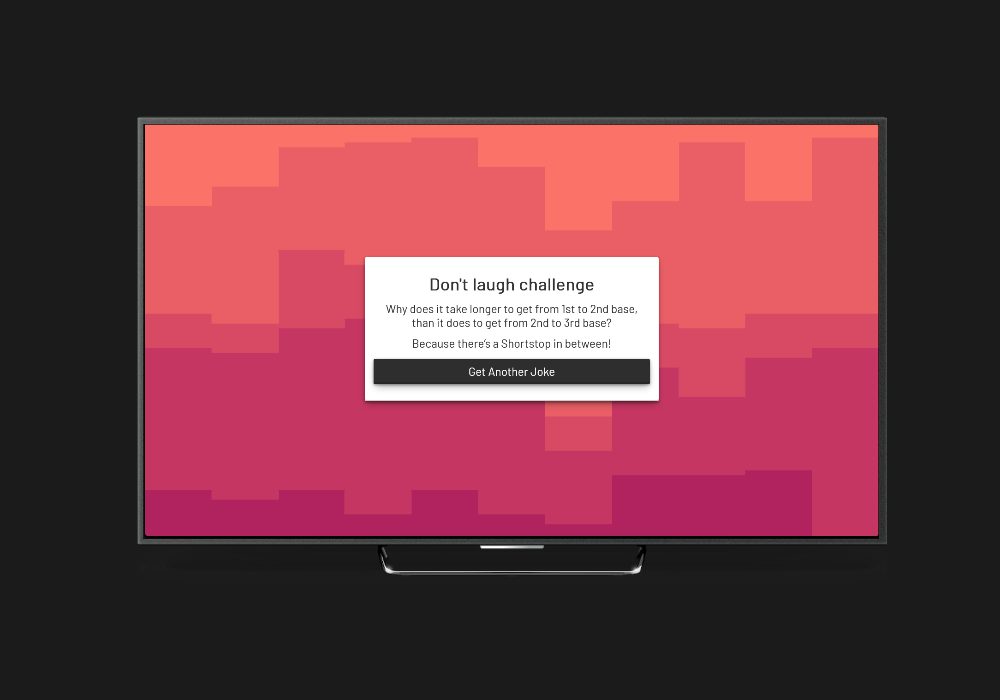 Don't laugh challenge
Why does it take longer to get from 1st to 2nd base,
than it does to get from 2nd to 3rd base?
Because there’s a Shortstop in between!
Get Another Joke